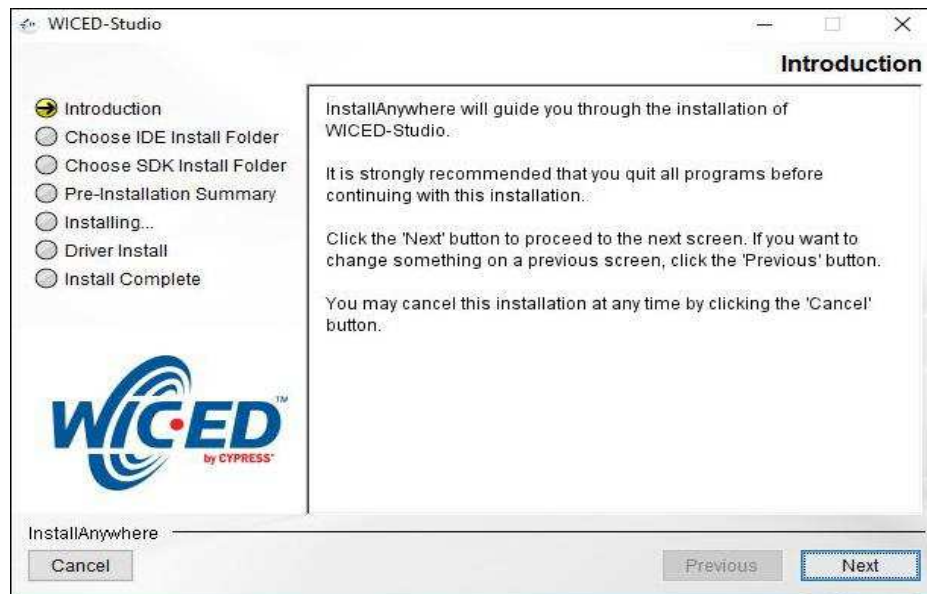 WICED-Studio
Introduction
Introduction
Choose IDE Install Folder
Choose SDK Install Folder
Pre-Installation Summary
Installing...
Driver Install
Install Complete
InstallAnywhere will guide you through the installation of
WICED-Studio.
It is strongly recommended that you quit all programs before
continuing with this installation.
Click the 'Next' button to proceed to the next screen. If you want to
change something on a previous screen, click the 'Previous' button.
You may cancel this installation at any time by clicking the 'Cancel'
button.
WICED™
by CYPRESS
InstallAnywhere
Cancel
Previous
Next